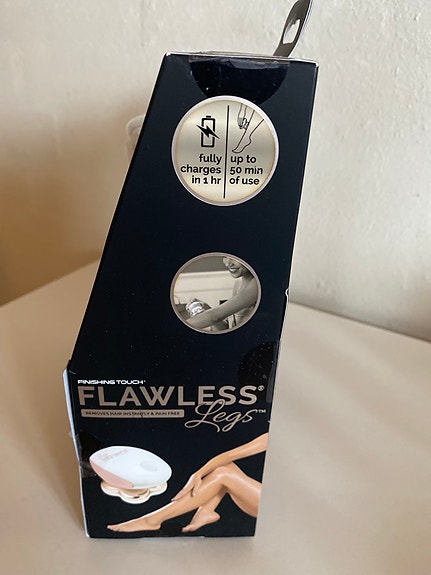 fully
charges
in 1 hr
up to
50 min
of use
FINISHING TOUCH®
FLAWLESS®
REMOVES HAIR INSTANTLY & PAIN FREE
Legs™